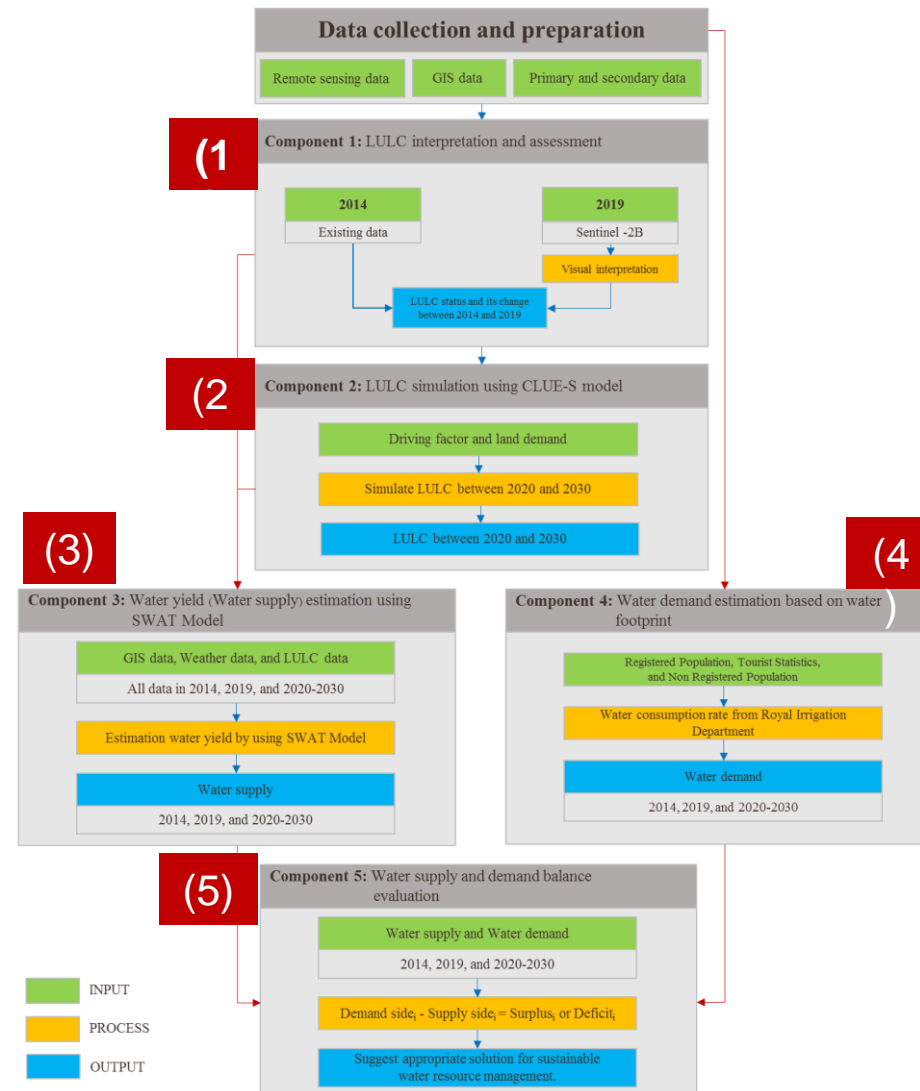 Data collection and preparation
Remote sensing data
GIS data
Primary and secondary data
(1
Component 1: LULC interpretation and assessment
2014
Existing data
2019
Sentinel -2B
Visual interpretation
LULC status and its change
between 2014 and 2019
(2
Component 2: LULC simulation using CLUE-S model
Driving factor and land demand
Simulate LULC between 2020 and 2030
LULC between 2020 and 2030
(3)
Component 3: Water yield (Water supply) estimation using
SWAT Model
GIS data, Weather data, and LULC data
All data in 2014, 2019, and 2020-2030
Estimation water yield by using SWAT Model
Water supply
2014, 2019, and 2020-2030
(4
)
Component 4: Water demand estimation based on water
footprint
Registered Population, Tourist Statistics,
and Non Registered Population
Water consumption rate from Royal Irrigation
Department
Water demand
2014, 2019, and 2020-2030
(5)
Component 5: Water supply and demand balance
evaluation
Water supply and Water demand
2014, 2019, and 2020-2030
Demand sideᵢ - Supply sideᵢ = Surplusᵢ or Deficitᵢ
Suggest appropriate solution for sustainable
water resource management.
INPUT
PROCESS
OUTPUT